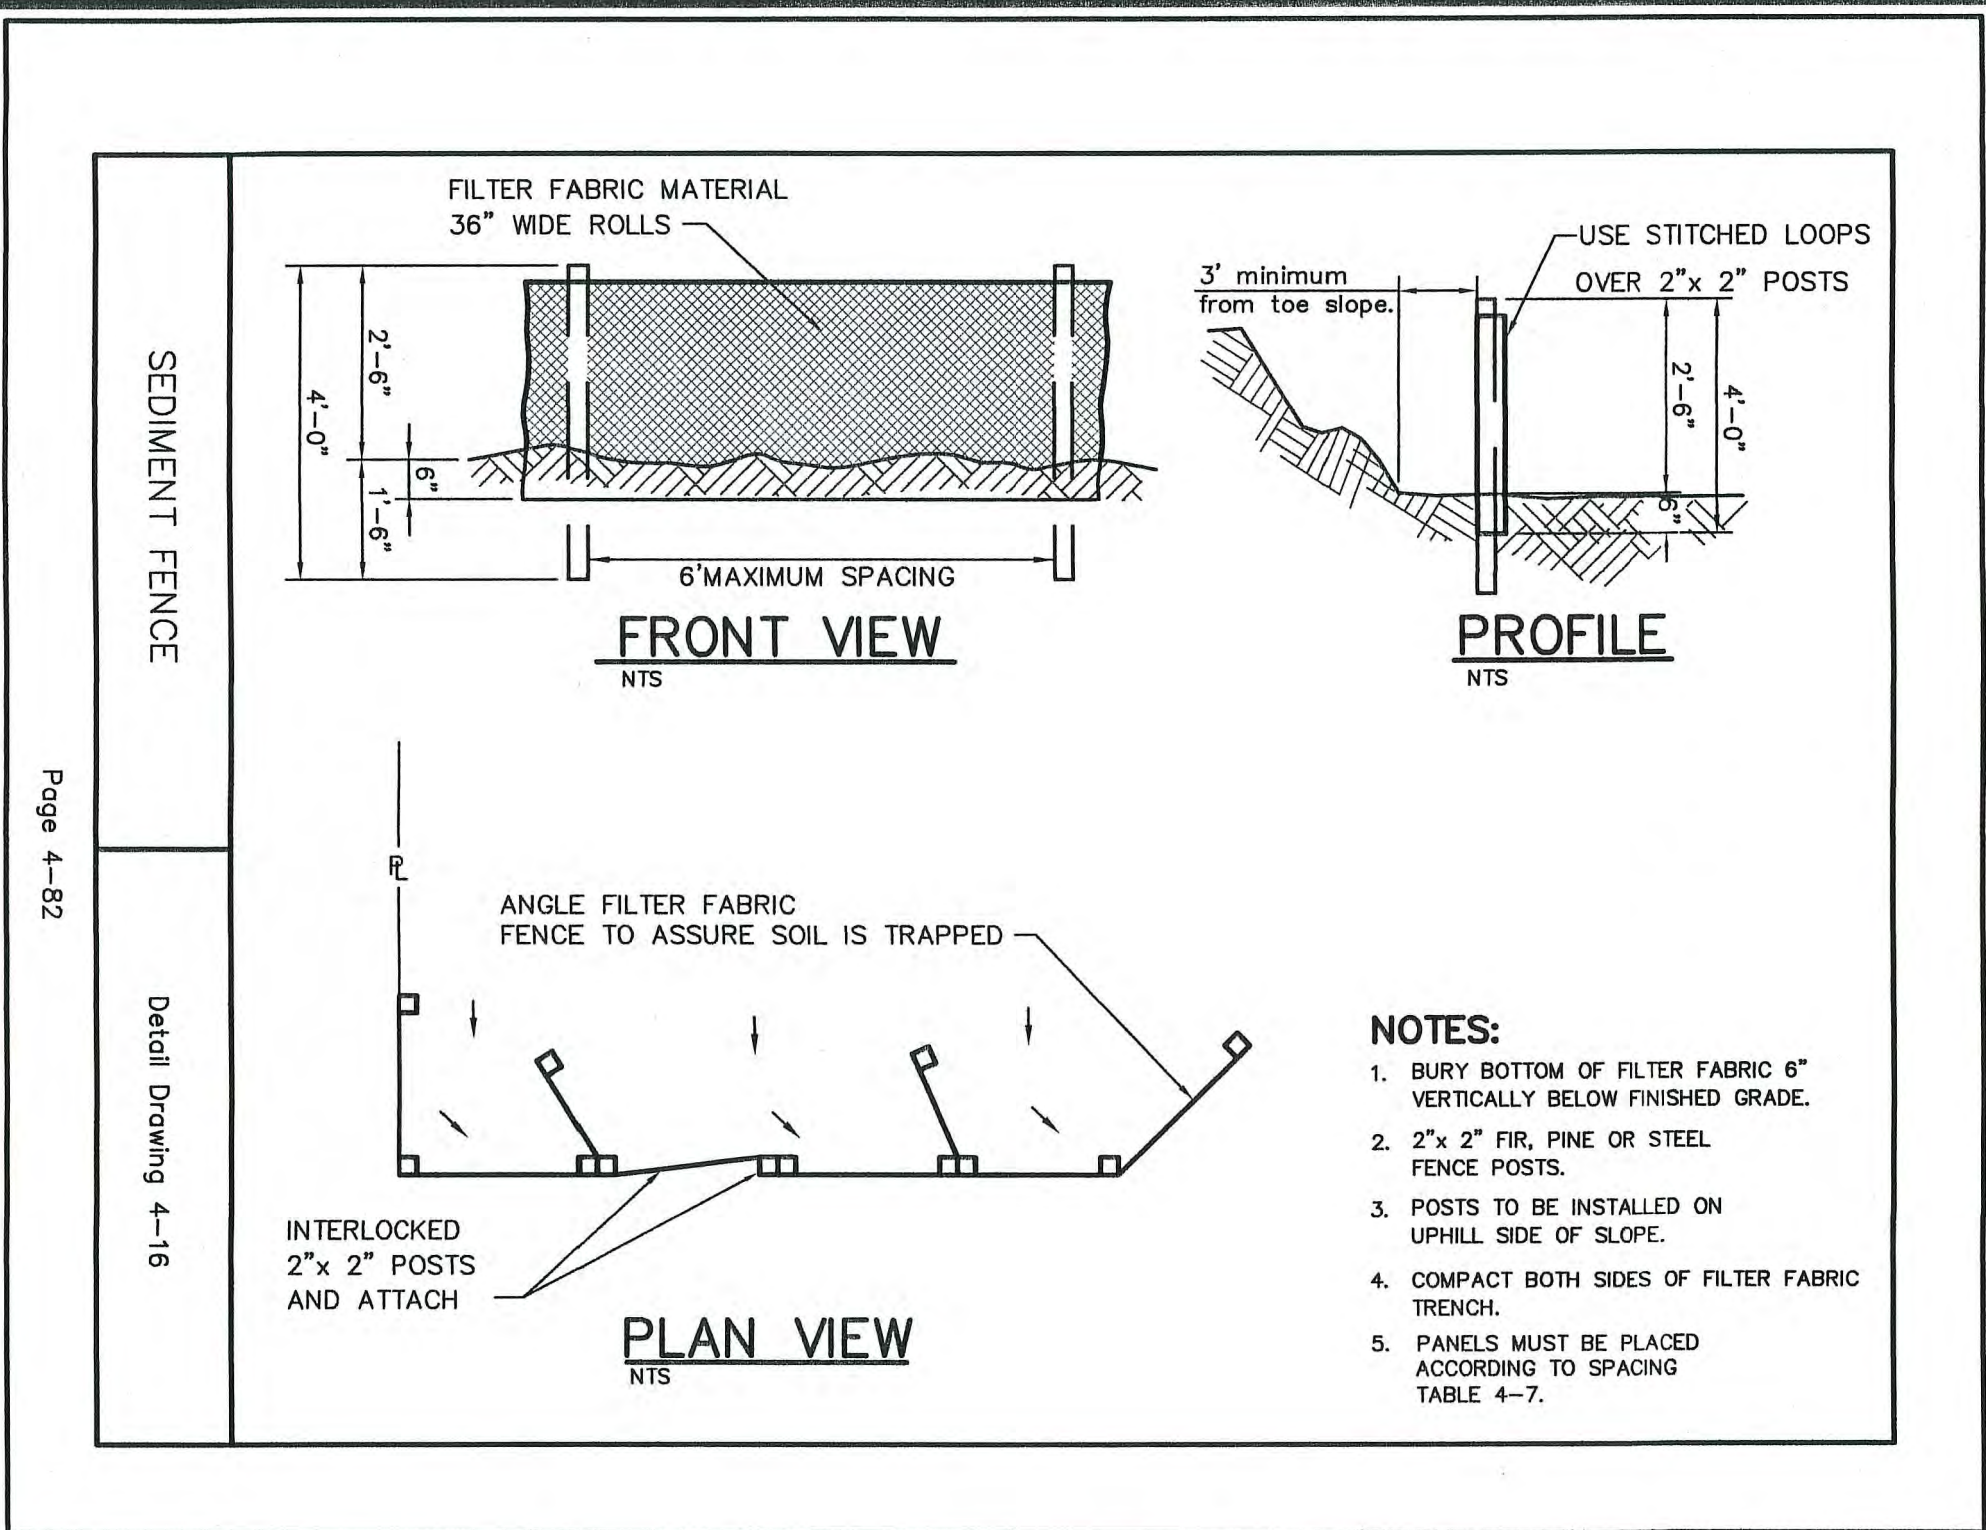 SEDIMENT FENCE
Detail Drawing 4-16
Page 4-82
FILTER FABRIC MATERIAL
36" WIDE ROLLS
2'-6"
4'-0"
6"
1'-6"
6'MAXIMUM SPACING
FRONT VIEW
NTS
USE STITCHED LOOPS
OVER 2"x 2" POSTS
3' minimum
from toe slope.
2'-6"
4'-0"
6"
PROFILE
NTS
PL
ANGLE FILTER FABRIC
FENCE TO ASSURE SOIL IS TRAPPED
INTERLOCKED
2"x 2" POSTS
AND ATTACH
PLAN VIEW
NTS
NOTES:
1. BURY BOTTOM OF FILTER FABRIC 6"
VERTICALLY BELOW FINISHED GRADE.
2. 2"x 2" FIR, PINE OR STEEL
FENCE POSTS.
3. POSTS TO BE INSTALLED ON
UPHILL SIDE OF SLOPE.
4. COMPACT BOTH SIDES OF FILTER FABRIC
TRENCH.
5. PANELS MUST BE PLACED
ACCORDING TO SPACING
TABLE 4-7.